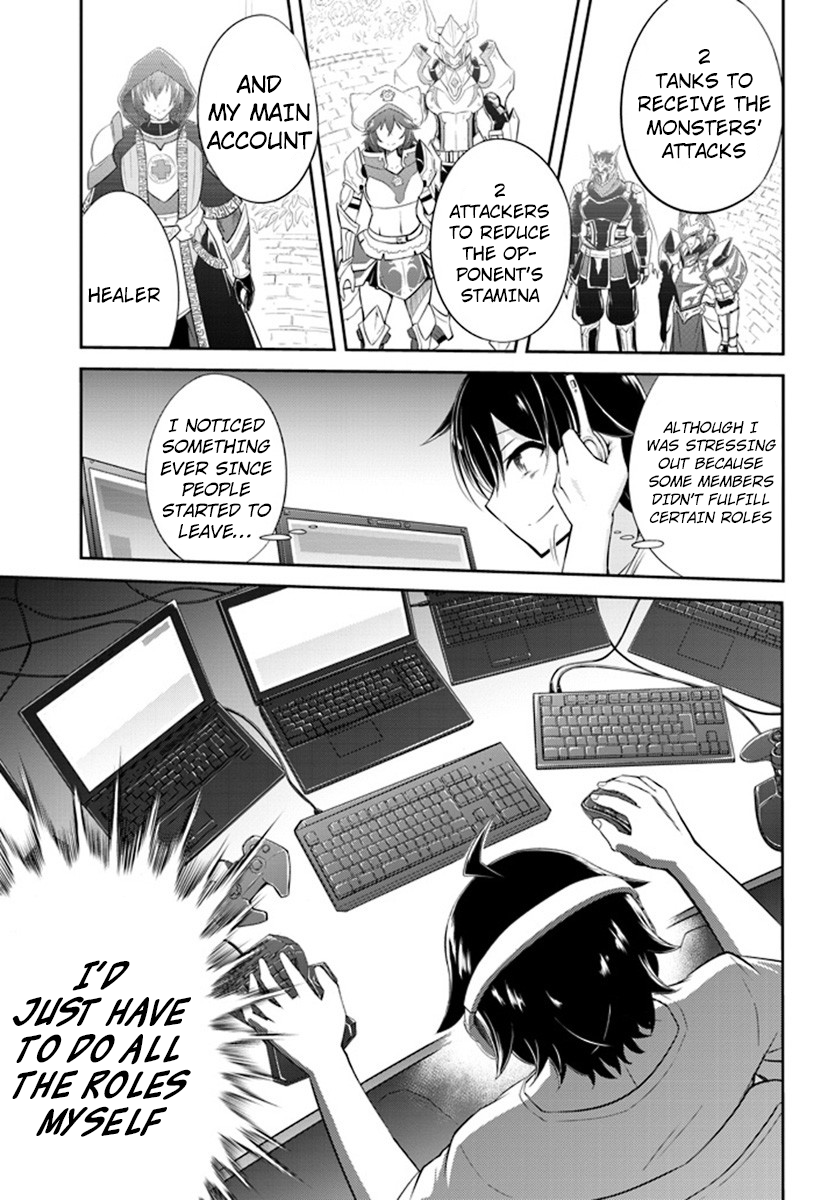 2
TANKS TO
RECEIVE THE
MONSTERS'
ATTACKS
2
ATTACKERS
TO REDUCE
THE OP-
PONENT'S
STAMINA
AND
MY MAIN
ACCOUNT
HEALER
ALTHOUGH I
WAS STRESSING
OUT BECAUSE
SOME MEMBERS
DIDN'T FULFILL
CERTAIN ROLES
I NOTICED
SOMETHING
EVER SINCE
PEOPLE
STARTED TO
LEAVE...
I'D
JUST HAVE
TO DO ALL
THE ROLES
MYSELF